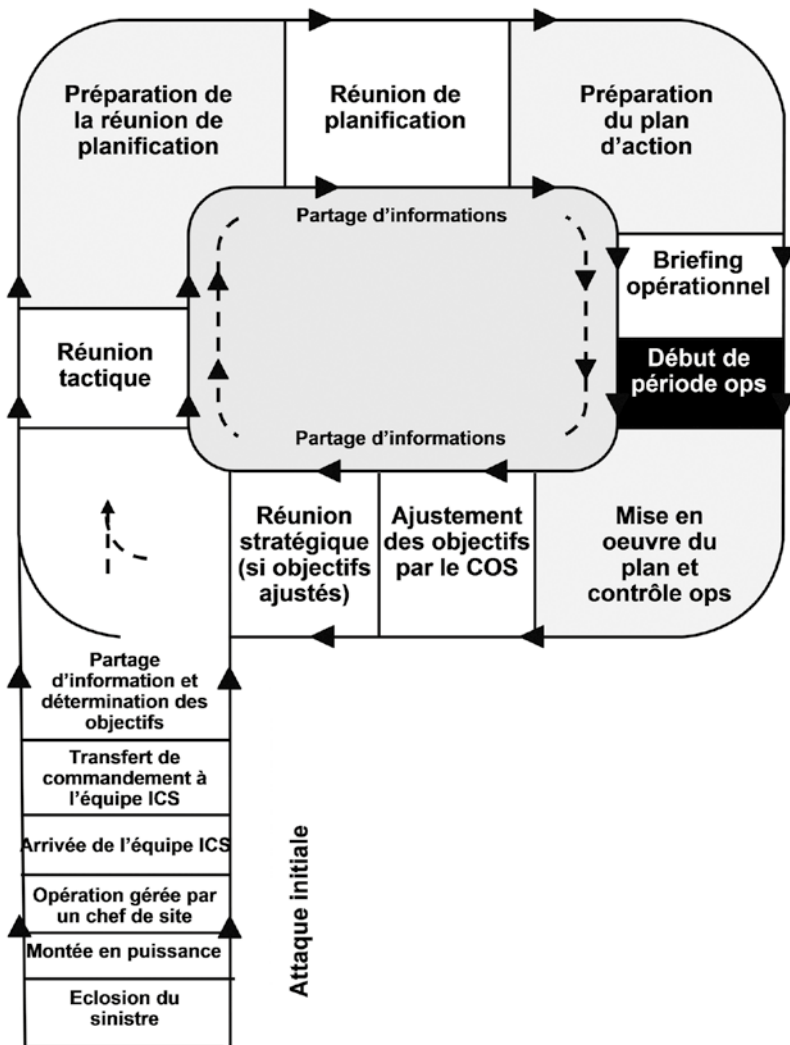 Préparation de
la réunion de
planification
Réunion de
planification
Préparation
du plan
d’action
Partage d’informations
Briefing
opérationnel
Réunion
tactique
Début de
période ops
Partage d’informations
Réunion
stratégique
(si objectifs
ajustés)
Ajustement
des objectifs
par le COS
Mise en
oeuvre du
plan et
contrôle ops
Partage
d’information et
détermination des
objectifs
Transfert de
commandement à
l’équipe ICS
Arrivée de l’équipe ICS
Opération gérée par
un chef de site
Montée en puissance
Eclosion du
sinistre
Attaque initiale